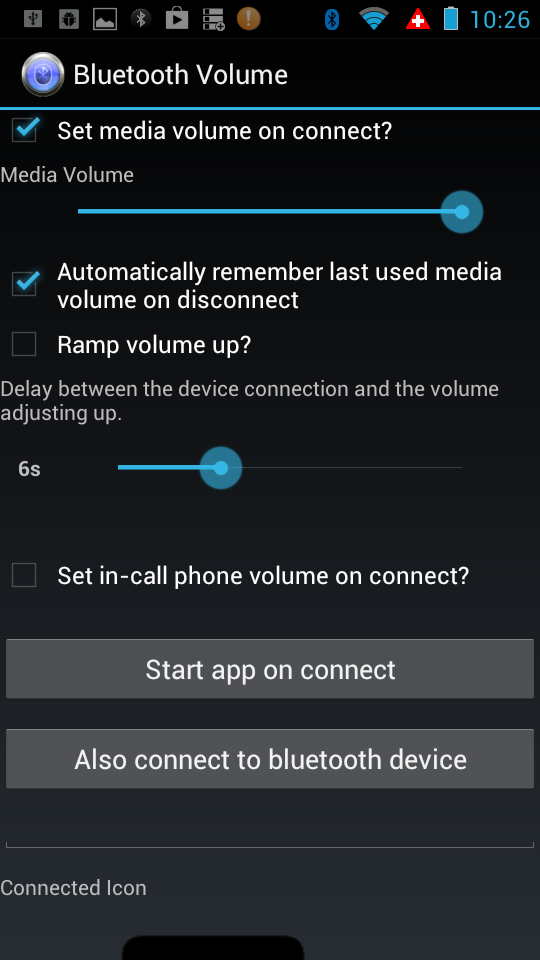 10:26
Bluetooth Volume
Set media volume on connect?
Media Volume
Automatically remember last used media
volume on disconnect
Ramp volume up?
Delay between the device connection and the volume
adjusting up.
6s
Set in-call phone volume on connect?
Start app on connect
Also connect to bluetooth device
Connected Icon